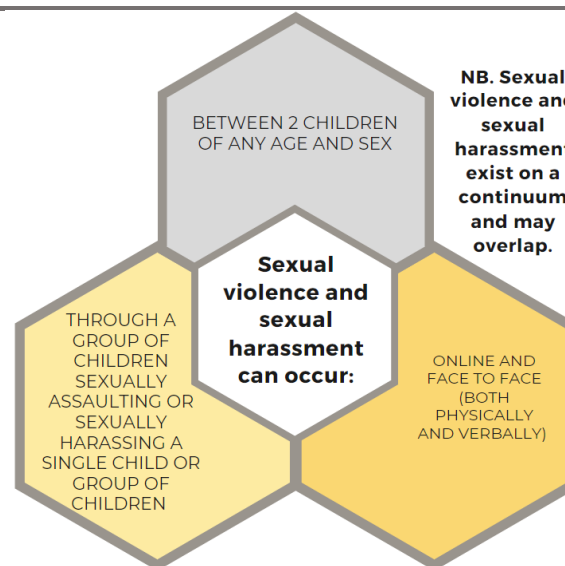 BETWEEN 2 CHILDREN
OF ANY AGE AND SEX
NB. Sexual
violence and
sexual
harassment
exist on a
continuum
and may
overlap.
Sexual
violence and
sexual
harassment
can occur:
THROUGH A
GROUP OF
CHILDREN
SEXUALLY
ASSAULTING OR
SEXUALLY
HARASSING A
SINGLE CHILD OR
GROUP OF
CHILDREN
ONLINE AND
FACE TO FACE
(BOTH
PHYSICALLY
AND VERBALLY)